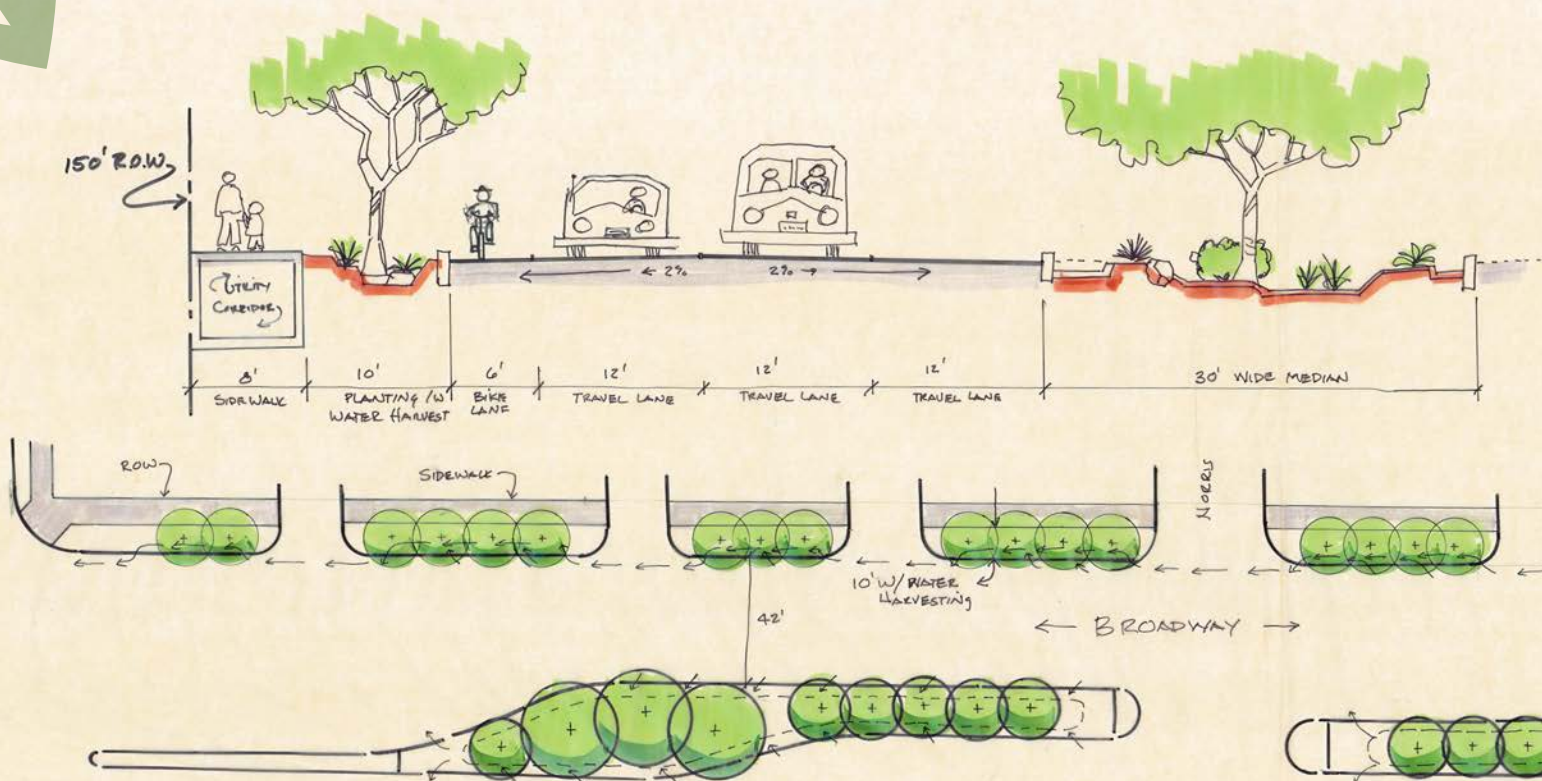 150' R.O.W.
UTILITY
CORRIDOR
← 2%
2% →
8'
SIDEWALK
10'
PLANTING /W
WATER HARVEST
6'
BIKE
LANE
12'
TRAVEL LANE
12'
TRAVEL LANE
12'
TRAVEL LANE
30' WIDE MEDIAN
ROW
SIDEWALK
NORRIS
10' W/ WATER
HARVESTING
42'
← BROADWAY →